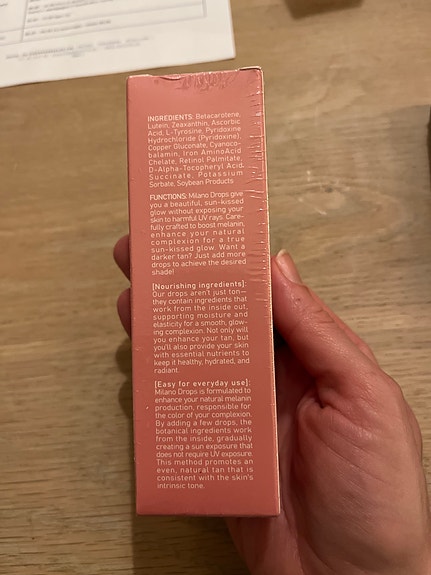 INGREDIENTS: Betacarotene,
Lutein, Zeaxanthin, Ascorbic
Acid, L-Tyrosine, Pyridoxine
Hydrochloride (Pyridoxine)
Copper Gluconate, Cyanoco-
balamin, Iron AminoAcid
Chelate, Retinol Palmitate,
D-Alpha-Tocopheryl Acid
Succinate, Potassium
Sorbate, Soybean Products
FUNCTIONS: Milano Drops give
you a beautiful, sun-kissed
glow without exposing your
skin to harmful UV rays. Care-
fully crafted to boost melanin,
enhance your natural
complexion for a true
sun-kissed glow. Want a
darker tan? Just add more
drops to achieve the desired
shade!
[Nourishing ingredients]:
Our drops aren't just ton—
they contain ingredients that
work from the inside out,
supporting moisture and
elasticity for a smooth, glow-
ing complexion. Not only will
you enhance your tan, but
you'll also provide your skin
with essential nutrients to
keep it healthy, hydrated, and
radiant.
[Easy for everyday use]:
Milano Drops is formulated to
enhance your natural melanin
production, responsible for
the color of your complexion.
By adding a few drops, the
botanical ingredients work
from the inside, gradually
creating a sun exposure that
does not require UV exposure.
This method promotes an
even, natural tan that is
consistent with the skin's
intrinsic tone.